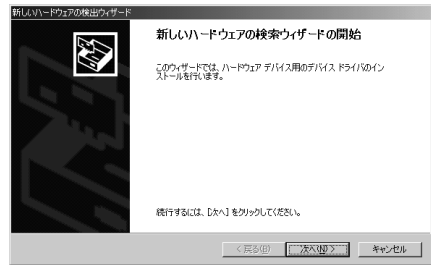 新しいハードウェアの検出ウィザード
新しいハードウェアの検索ウィザードの開始
このウィザードでは、ハードウェア デバイス用のデバイス ドライバのイン
ストールを行います。
続行するには、[次へ] をクリックしてください。
< 戻る(B)
次へ(N) >
キャンセル